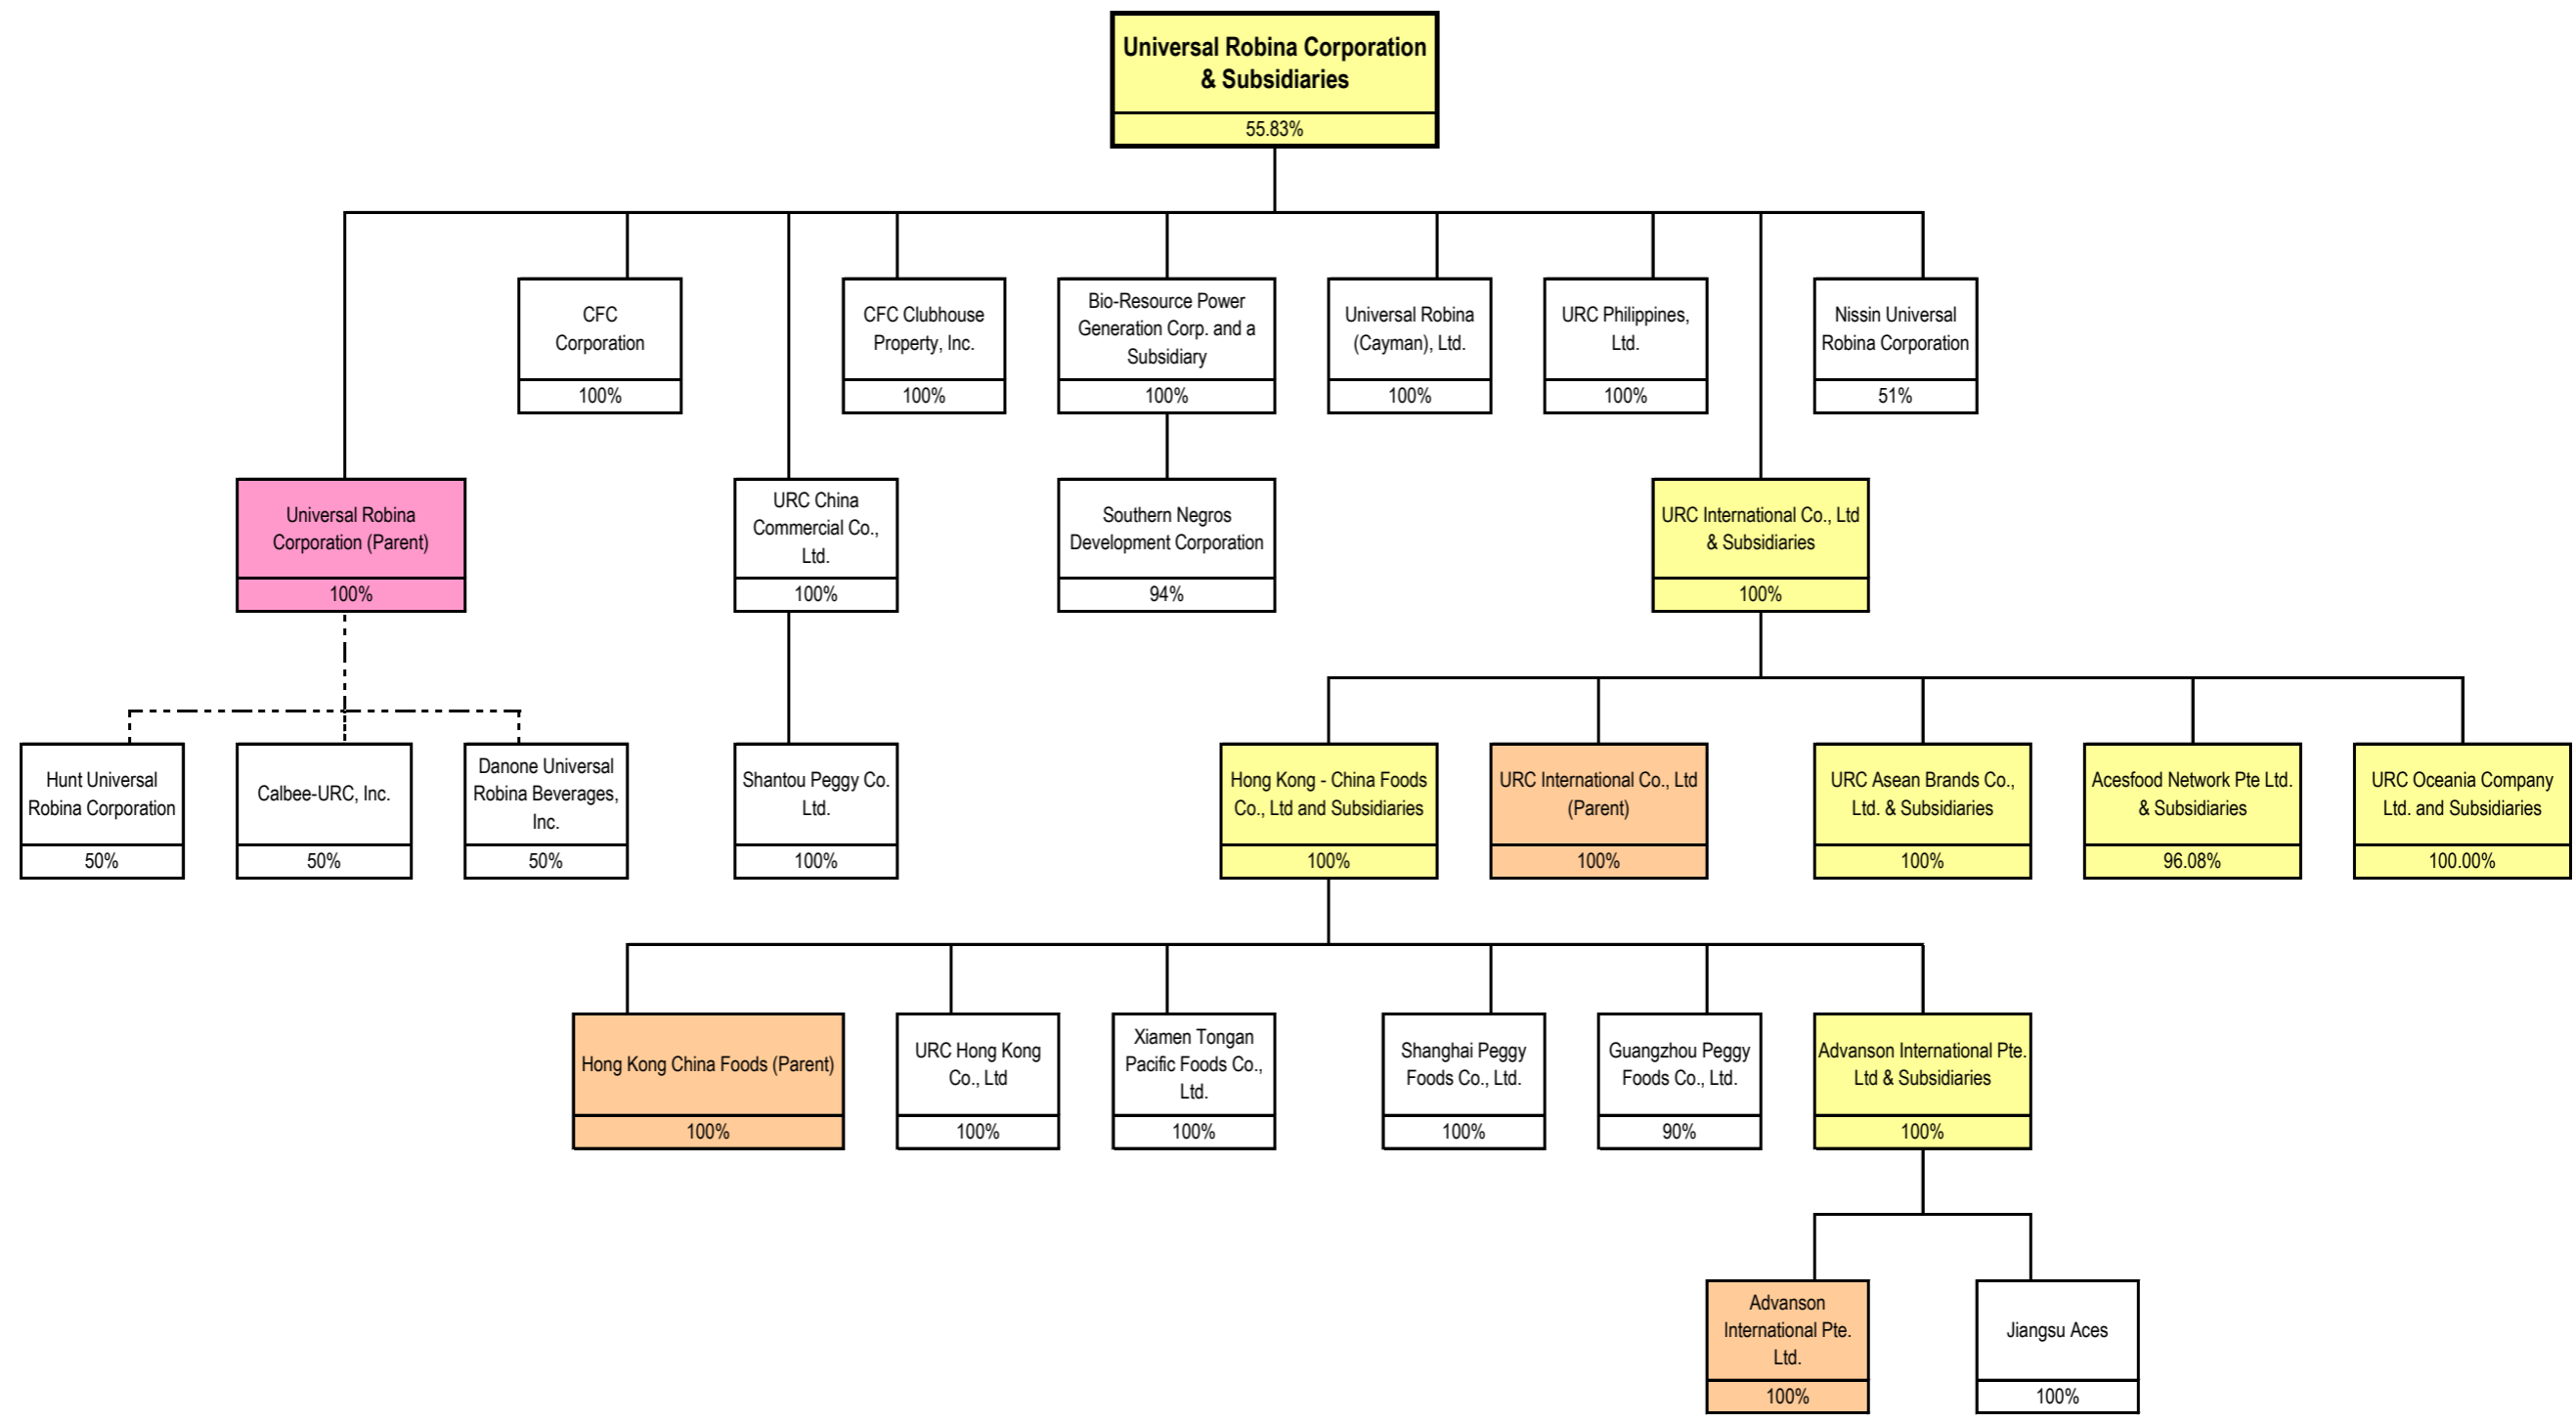 Universal Robina Corporation
& Subsidiaries
55.83%
CFC
Corporation
100%
CFC Clubhouse
Property, Inc.
100%
Bio-Resource Power
Generation Corp. and a
Subsidiary
100%
Universal Robina
(Cayman), Ltd.
100%
URC Philippines,
Ltd.
100%
Nissin Universal
Robina Corporation
51%
Universal Robina
Corporation (Parent)
100%
URC China
Commercial Co.,
Ltd.
100%
Southern Negros
Development Corporation
94%
URC International Co., Ltd
& Subsidiaries
100%
Hunt Universal
Robina Corporation
50%
Calbee-URC, Inc.
50%
Danone Universal
Robina Beverages,
Inc.
50%
Shantou Peggy Co.
Ltd.
100%
Hong Kong - China Foods
Co., Ltd and Subsidiaries
100%
URC International Co., Ltd
(Parent)
100%
URC Asean Brands Co.,
Ltd. & Subsidiaries
100%
Acesfood Network Pte Ltd.
& Subsidiaries
96.08%
URC Oceania Company
Ltd. and Subsidiaries
100.00%
Hong Kong China Foods (Parent)
100%
URC Hong Kong
Co., Ltd
100%
Xiamen Tongan
Pacific Foods Co.,
Ltd.
100%
Shanghai Peggy
Foods Co., Ltd.
100%
Guangzhou Peggy
Foods Co., Ltd.
90%
Advanson International Pte.
Ltd & Subsidiaries
100%
Advanson
International Pte.
Ltd.
100%
Jiangsu Aces
100%